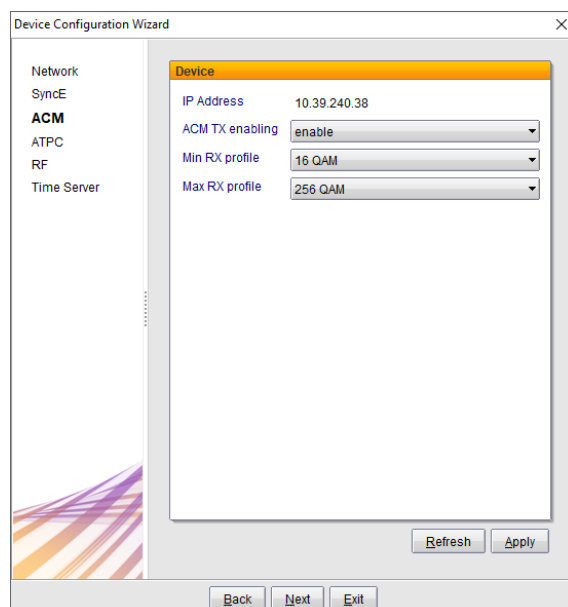 Device Configuration Wizard
Network
SyncE
ACM
ATPC
RF
Time Server
Device
IP Address 10.39.240.38
ACM TX enabling enable
Min RX profile 16 QAM
Max RX profile 256 QAM
Refresh Apply
Back Next Exit